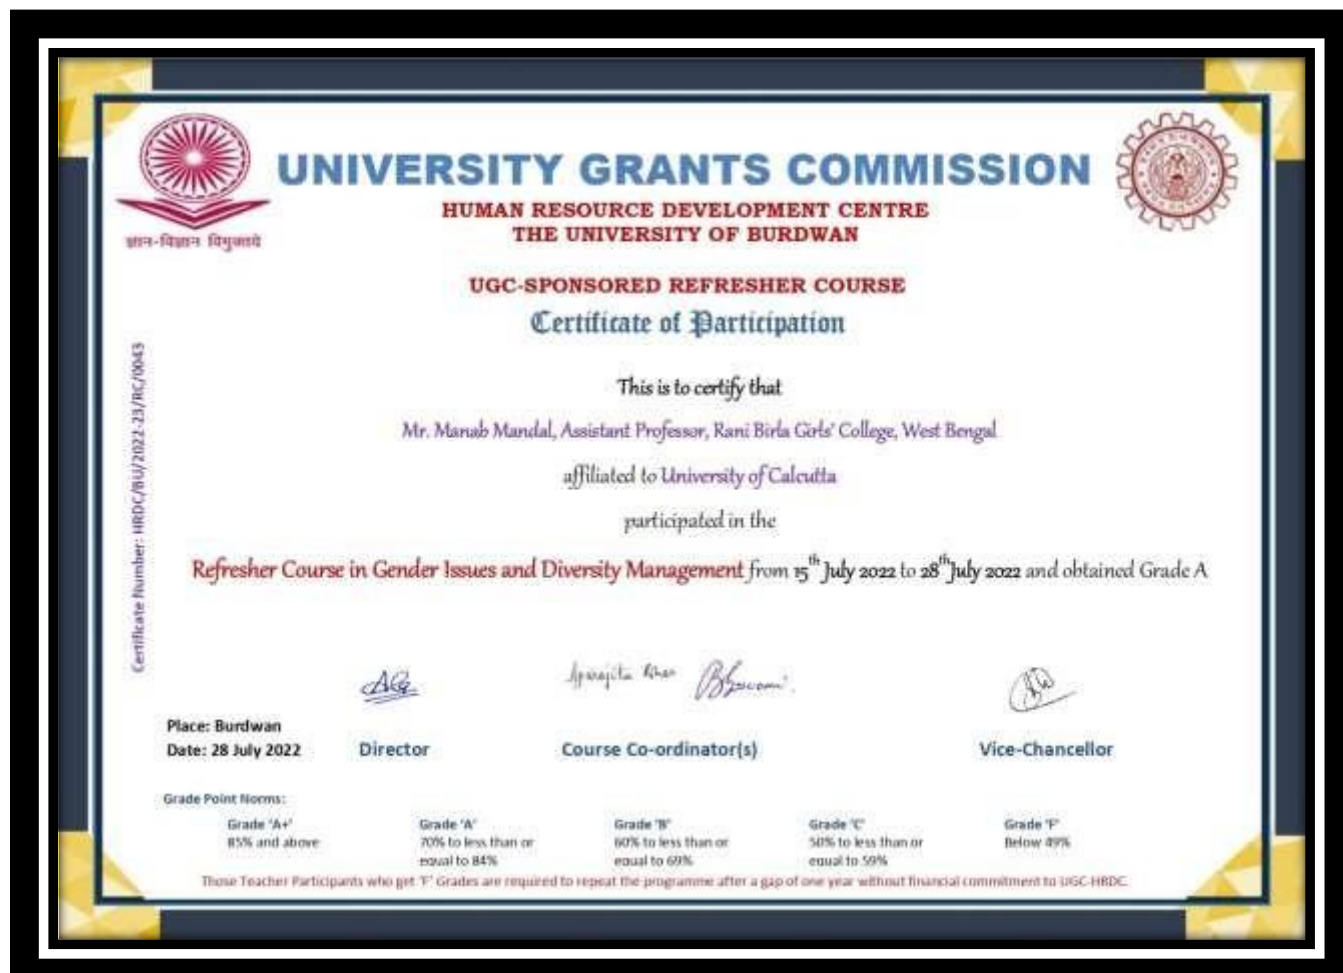 UNIVERSITY GRANTS COMMISSION
HUMAN RESOURCE DEVELOPMENT CENTRE
THE UNIVERSITY OF BURDWAN
ज्ञान-विज्ञान विमुक्तये
UGC-SPONSORED REFRESHER COURSE
Certificate of Participation
Certificate Number: HRDC/BU/2022-23/RC/0043
This is to certify that
Mr. Manab Mandal, Assistant Professor, Rani Birla Girls' College, West Bengal
affiliated to University of Calcutta
participated in the
Refresher Course in Gender Issues and Diversity Management from 15th July 2022 to 28th July 2022 and obtained Grade A
Aparajita
Place: Burdwan
Date: 28 July 2022
Director
Course Co-ordinator(s)
Vice-Chancellor
Grade Point Norms:
Grade 'A+'
85% and above
Grade 'A'
70% to less than or
equal to 84%
Grade 'B'
60% to less than or
equal to 69%
Grade 'C'
50% to less than or
equal to 59%
Grade 'F'
Below 49%
Those Teacher Participants who get 'F' Grades are required to repeat the programme after a gap of one year without financial commitment to UGC-HRDC.